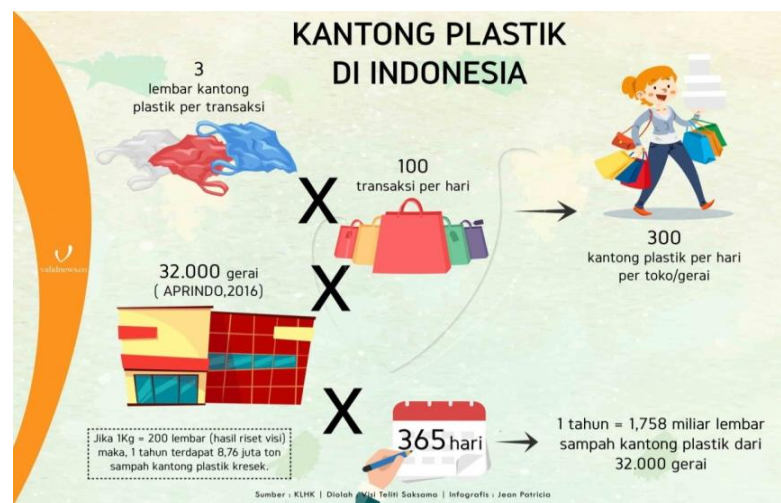 KANTONG PLASTIK
DI INDONESIA
3
lembar kantong
plastik per transaksi
100
transaksi per hari
300
kantong plastik per hari
per toko/gerai
validnews.co
32.000 gerai
( APRINDO,2016)
365 hari
Jika 1Kg = 200 lembar (hasil riset visi)
maka, 1 tahun terdapat 8,76 juta ton
sampah kantong plastik kresek.
1 tahun = 1,758 miliar lembar
sampah kantong plastik dari
32.000 gerai
Sumber : KLHK | Diolah : Visi Teliti Saksama | Infografis : Jean Patricia